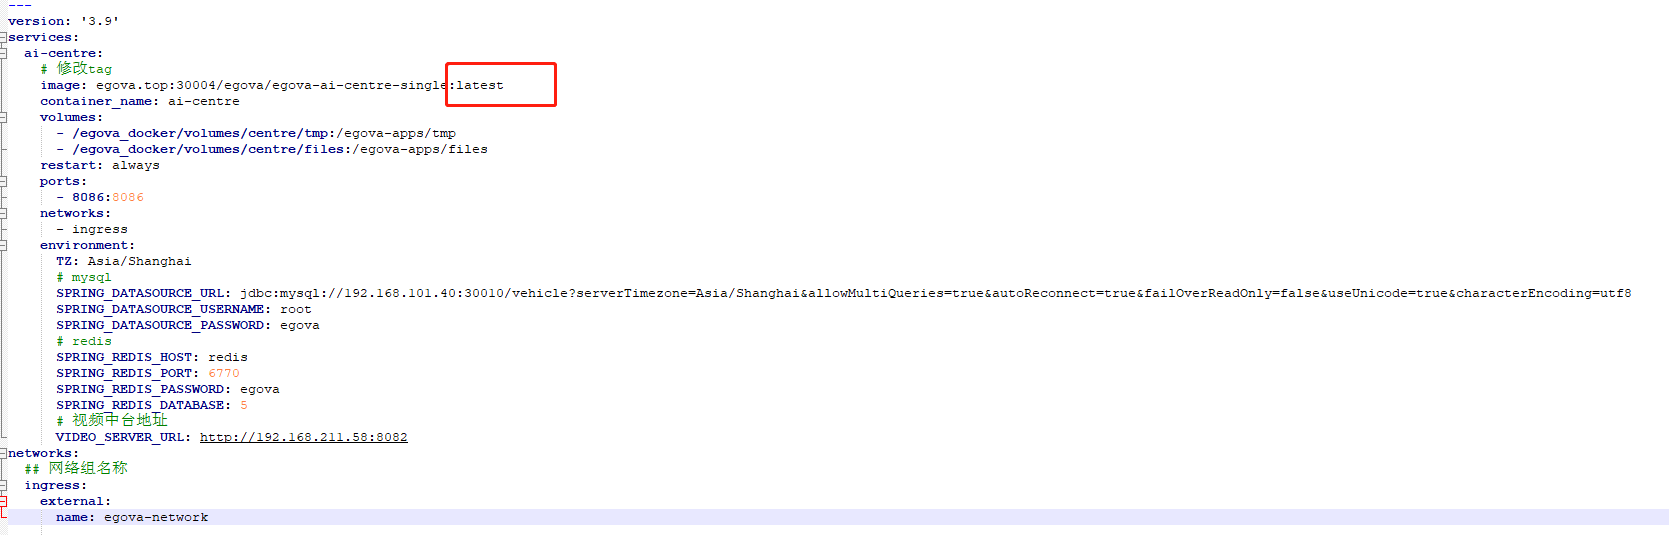 ---
version: '3.9'
services:
  ai-centre:
    # 修改tag
    image: egova.top:30004/egova/egova-ai-centre-single:latest
    container_name: ai-centre
    volumes:
      - /egova_docker/volumes/centre/tmp:/egova-apps/tmp
      - /egova_docker/volumes/centre/files:/egova-apps/files
    restart: always
    ports:
      - 8086:8086
    networks:
      - ingress
    environment:
      TZ: Asia/Shanghai
      # mysql
      SPRING_DATASOURCE_URL: jdbc:mysql://192.168.101.40:30010/vehicle?serverTimezone=Asia/Shanghai&allowMultiQueries=true&autoReconnect=true&failOverReadOnly=false&useUnicode=true&characterEncoding=utf8
      SPRING_DATASOURCE_USERNAME: root
      SPRING_DATASOURCE_PASSWORD: egova
      # redis
      SPRING_REDIS_HOST: redis
      SPRING_REDIS_PORT: 6770
      SPRING_REDIS_PASSWORD: egova
      SPRING_REDIS_DATABASE: 5
      # 视频中台地址
      VIDEO_SERVER_URL: http://192.168.211.58:8082
networks:
  ## 网络组名称
  ingress:
    external:
      name: egova-network